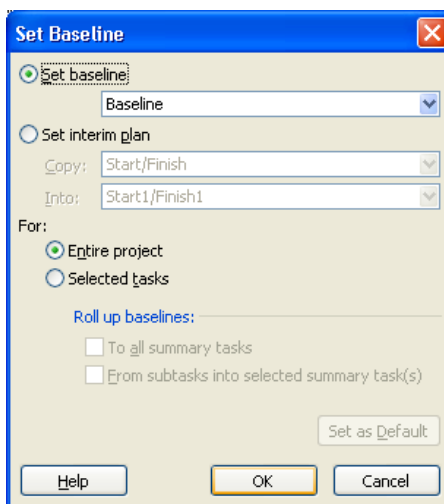 Set Baseline
Set baseline
Baseline
Set interim plan
Copy: Start/Finish
Into: Start1/Finish1
For:
Entire project
Selected tasks
Roll up baselines:
To all summary tasks
From subtasks into selected summary task(s)
Set as Default
Help OK Cancel